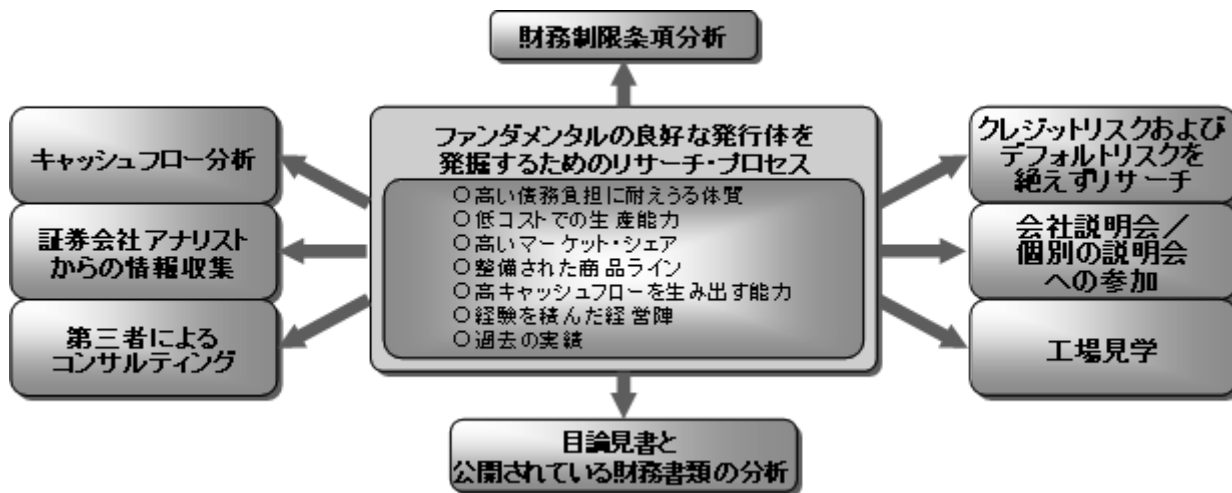 財務制限条項分析
キャッシュフロー分析
証券会社アナリスト
からの情報収集
第三者による
コンサルティング
ファンダメンタルの良好な発行体を
発掘するためのリサーチ・プロセス
○高い債務負担に耐えうる体質
○低コストでの生産能力
○高いマーケット・シェア
○整備された商品ライン
○高キャッシュフローを生み出す能力
○経験を積んだ経営陣
○過去の実績
クレジットリスクおよび
デフォルトリスクを
絶えずリサーチ
会社説明会／
個別の説明会
への参加
工場見学
目論見書と
公開されている財務書類の分析